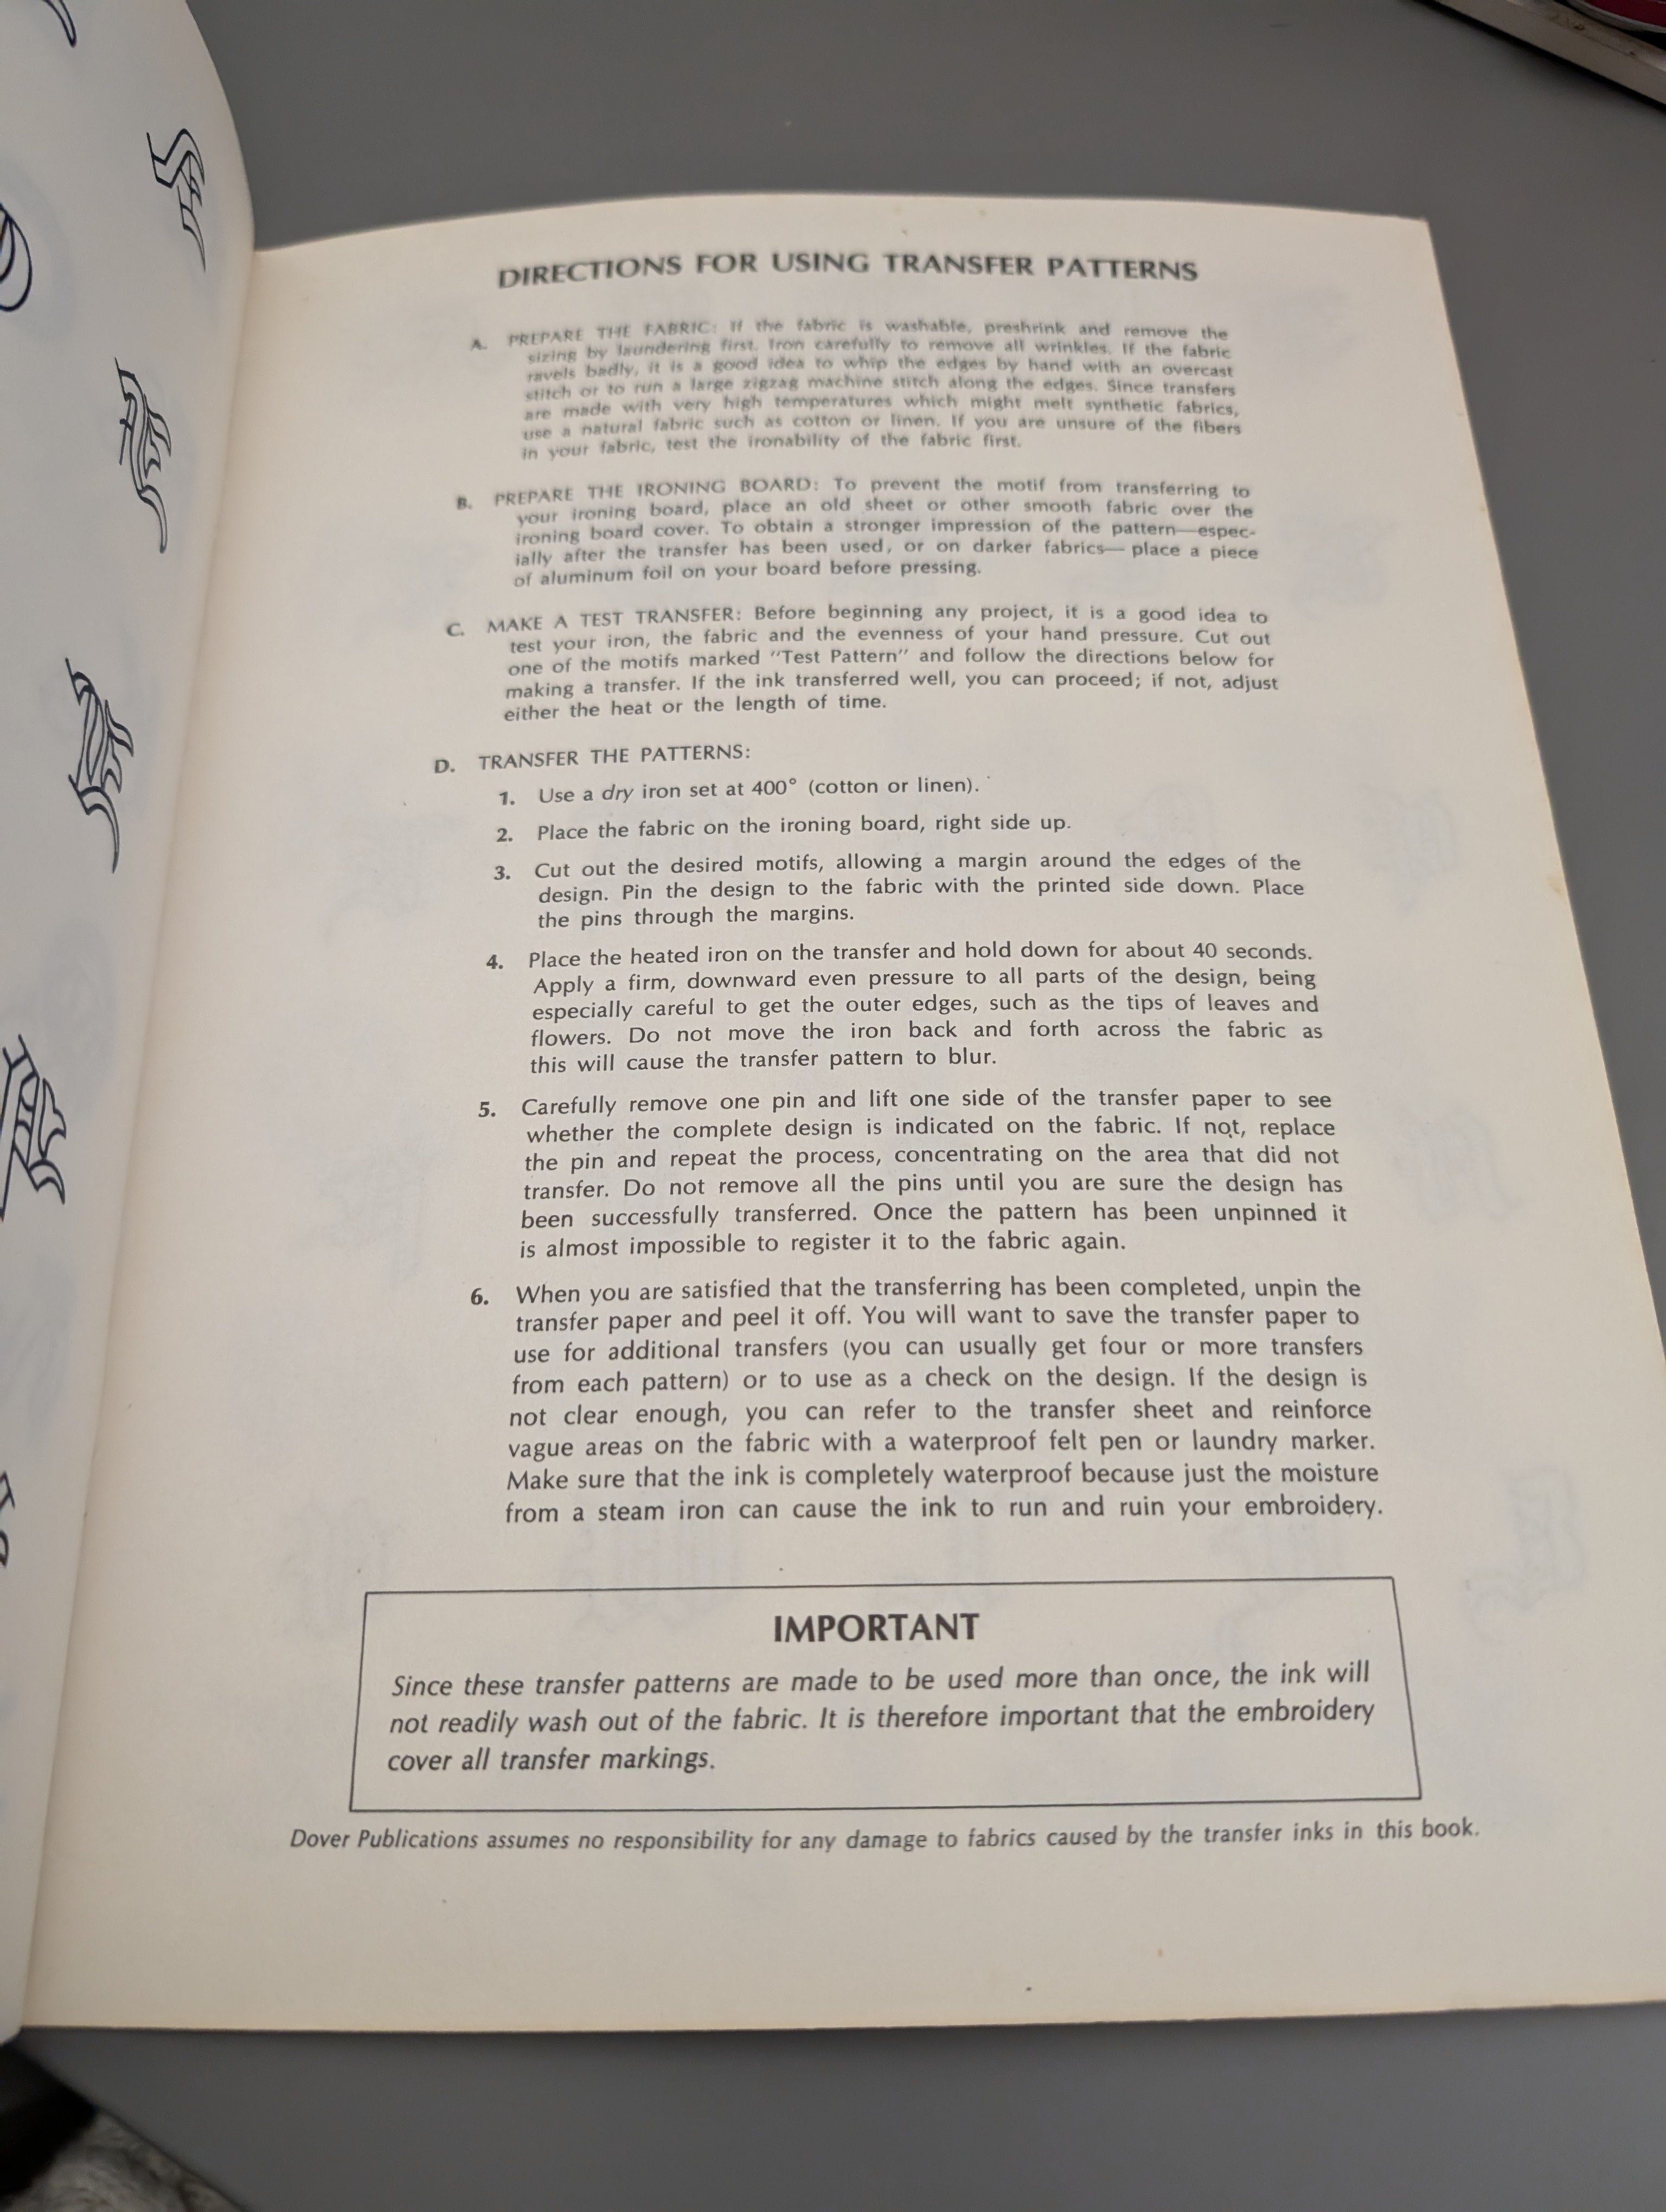 DIRECTIONS FOR USING TRANSFER PATTERNS
A. PREPARE THE FABRIC: If the fabric is washable, preshrink and remove the
sizing by laundering first. Iron carefully to remove all wrinkles. If the fabric
ravels badly, it is a good idea to whip the edges by hand with an overcast
stitch or to run a large zigzag machine stitch along the edges. Since transfers
are made with very high temperatures which might melt synthetic fabrics,
use a natural fabric such as cotton or linen. If you are unsure of the fibers
in your fabric, test the ironability of the fabric first.
B. PREPARE THE IRONING BOARD: To prevent the motif from transferring to
your ironing board, place an old sheet or other smooth fabric over the
ironing board cover. To obtain a stronger impression of the pattern—espec-
ially after the transfer has been used, or on darker fabrics— place a piece
of aluminum foil on your board before pressing.
C. MAKE A TEST TRANSFER: Before beginning any project, it is a good idea to
test your iron, the fabric and the evenness of your hand pressure. Cut out
one of the motifs marked "Test Pattern" and follow the directions below for
making a transfer. If the ink transferred well, you can proceed; if not, adjust
either the heat or the length of time.
D. TRANSFER THE PATTERNS:
1. Use a dry iron set at 400° (cotton or linen).
2. Place the fabric on the ironing board, right side up.
3. Cut out the desired motifs, allowing a margin around the edges of the
design. Pin the design to the fabric with the printed side down. Place
the pins through the margins.
4. Place the heated iron on the transfer and hold down for about 40 seconds.
Apply a firm, downward even pressure to all parts of the design, being
especially careful to get the outer edges, such as the tips of leaves and
flowers. Do not move the iron back and forth across the fabric as
this will cause the transfer pattern to blur.
5. Carefully remove one pin and lift one side of the transfer paper to see
whether the complete design is indicated on the fabric. If not, replace
the pin and repeat the process, concentrating on the area that did not
transfer. Do not remove all the pins until you are sure the design has
been successfully transferred. Once the pattern has been unpinned it
is almost impossible to register it to the fabric again.
6. When you are satisfied that the transferring has been completed, unpin the
transfer paper and peel it off. You will want to save the transfer paper to
use for additional transfers (you can usually get four or more transfers
from each pattern) or to use as a check on the design. If the design is
not clear enough, you can refer to the transfer sheet and reinforce
vague areas on the fabric with a waterproof felt pen or laundry marker.
Make sure that the ink is completely waterproof because just the moisture
from a steam iron can cause the ink to run and ruin your embroidery.
IMPORTANT
Since these transfer patterns are made to be used more than once, the ink will
not readily wash out of the fabric. It is therefore important that the embroidery
cover all transfer markings.
Dover Publications assumes no responsibility for any damage to fabrics caused by the transfer inks in this book.